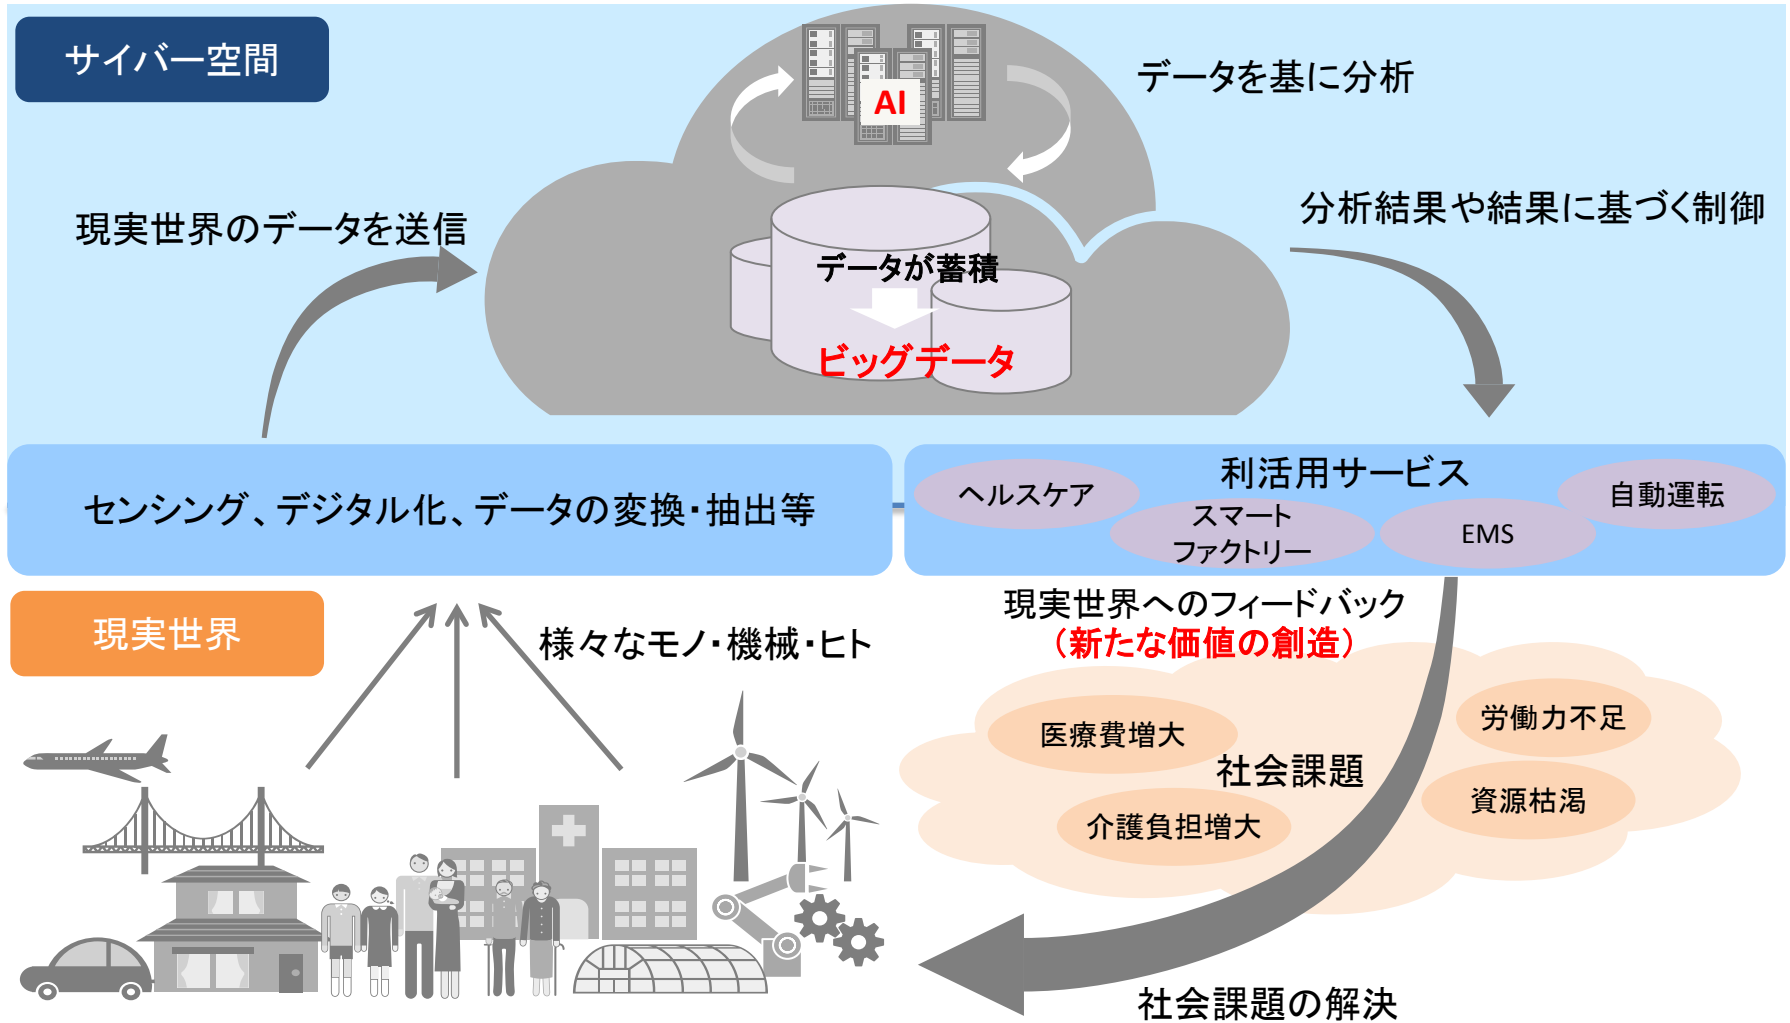 サイバー空間
AI
データを基に分析
現実世界のデータを送信
分析結果や結果に基づく制御
データが蓄積
ビッグデータ
センシング、デジタル化、データの変換・抽出等
利活用サービス
ヘルスケア
スマート
ファクトリー
EMS
自動運転
現実世界
様々なモノ・機械・ヒト
現実世界へのフィードバック
（新たな価値の創造）
医療費増大
労働力不足
社会課題
資源枯渇
介護負担増大
社会課題の解決